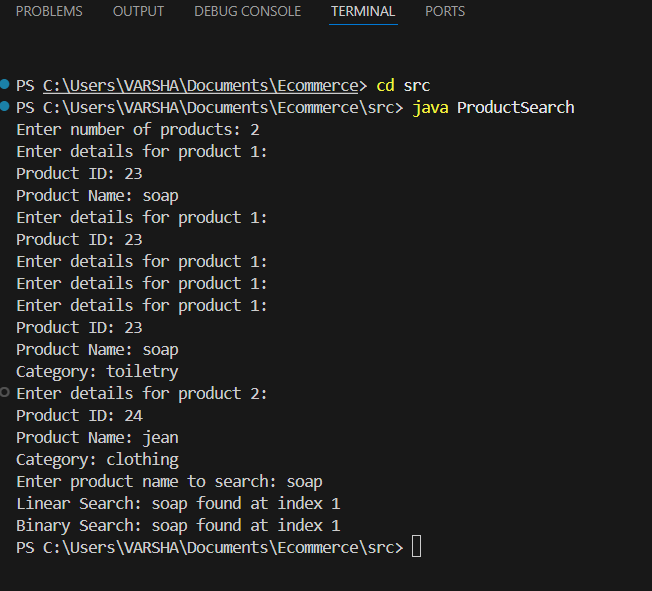 PROBLEMS OUTPUT DEBUG CONSOLE TERMINAL PORTS
PS C:\Users\VARSHA\Documents\Ecommerce> cd src
PS C:\Users\VARSHA\Documents\Ecommerce\src> java ProductSearch
Enter number of products: 2
Enter details for product 1:
Product ID: 23
Product Name: soap
Enter details for product 1:
Product ID: 23
Enter details for product 1:
Enter details for product 1:
Enter details for product 1:
Product ID: 23
Product Name: soap
Category: toiletry
Enter details for product 2:
Product ID: 24
Product Name: jean
Category: clothing
Enter product name to search: soap
Linear Search: soap found at index 1
Binary Search: soap found at index 1
PS C:\Users\VARSHA\Documents\Ecommerce\src>